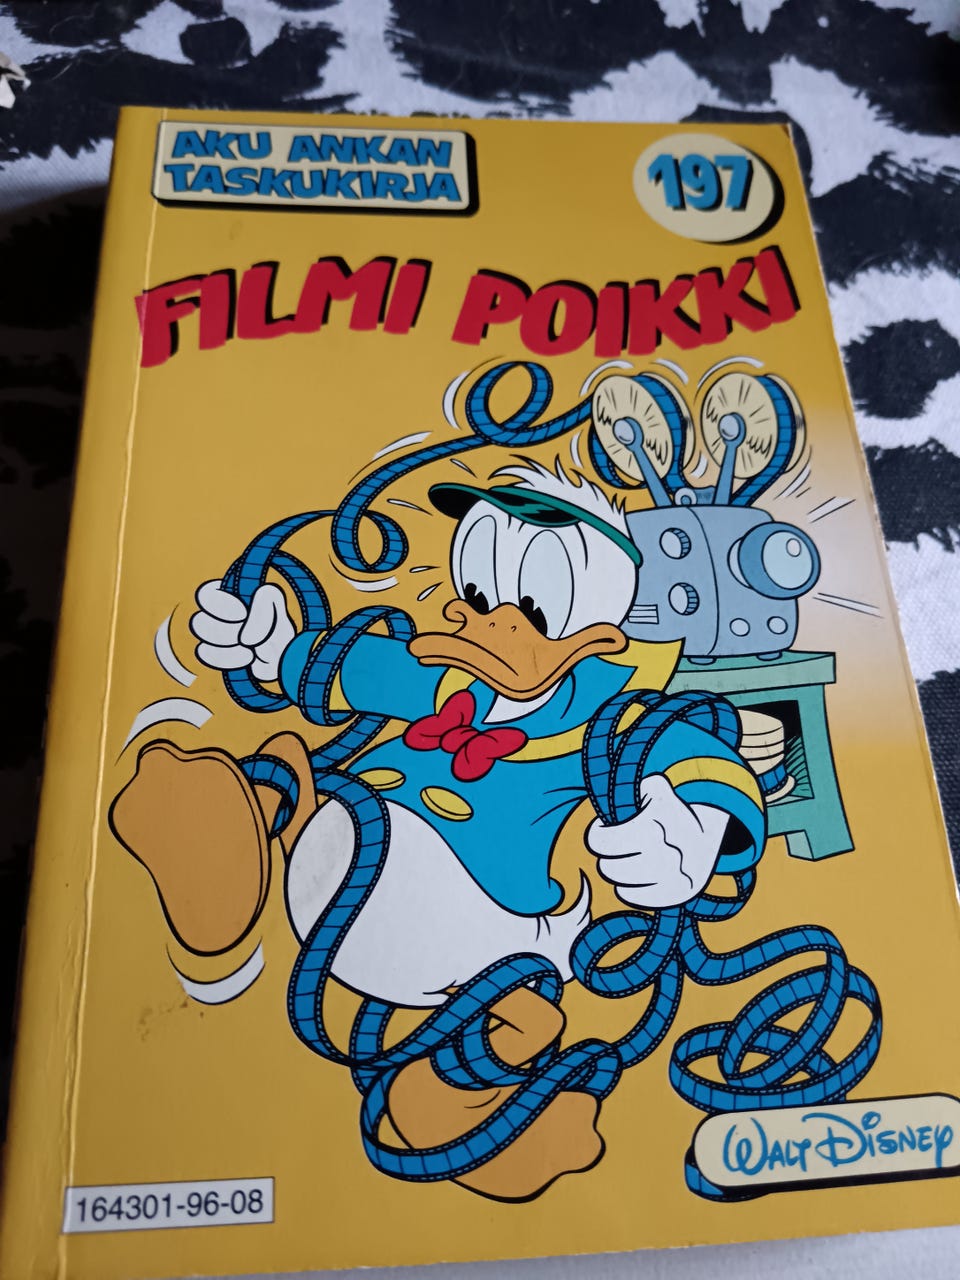 AKU ANKAN
TASKUKIRJA
197
FILMI POIKKI
WALT DISNEY
164301-96-08